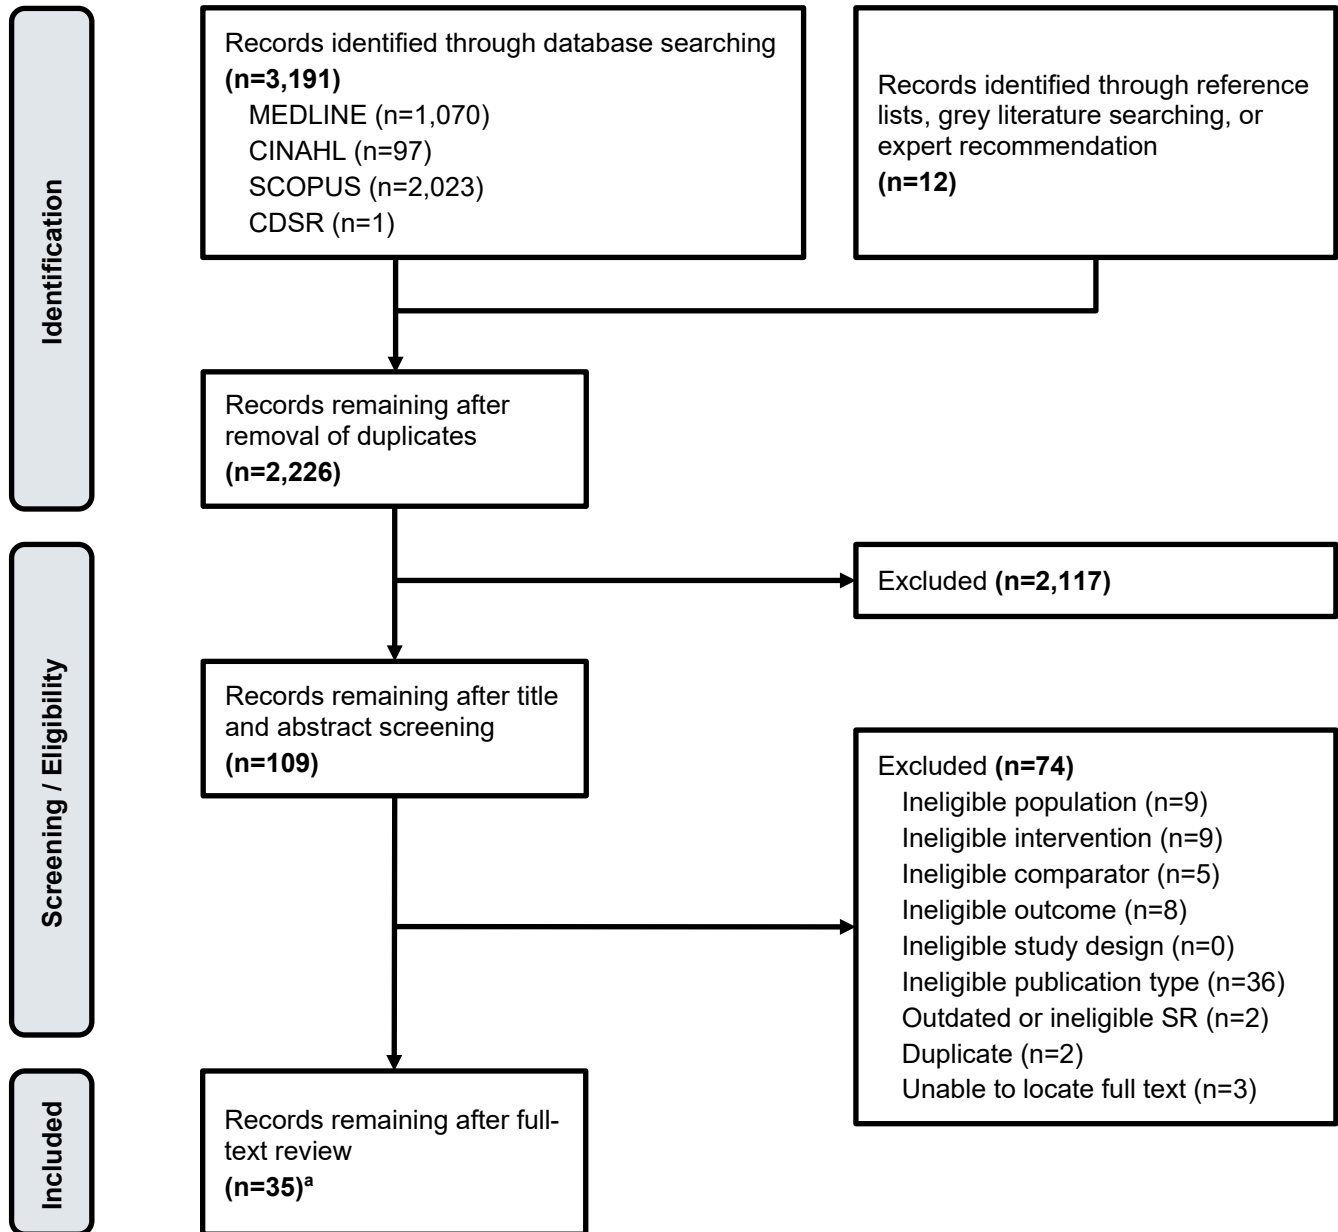 Identification
Records identified through database searching
(n=3,191)
MEDLINE (n=1,070)
CINAHL (n=97)
SCOPUS (n=2,023)
CDSR (n=1)
Records identified through reference
lists, grey literature searching, or
expert recommendation
(n=12)
Records remaining after
removal of duplicates
(n=2,226)
Screening / Eligibility
Excluded (n=2,117)
Records remaining after title
and abstract screening
(n=109)
Excluded (n=74)
Ineligible population (n=9)
Ineligible intervention (n=9)
Ineligible comparator (n=5)
Ineligible outcome (n=8)
Ineligible study design (n=0)
Ineligible publication type (n=36)
Outdated or ineligible SR (n=2)
Duplicate (n=2)
Unable to locate full text (n=3)
Included
Records remaining after full-
text review
(n=35)ª